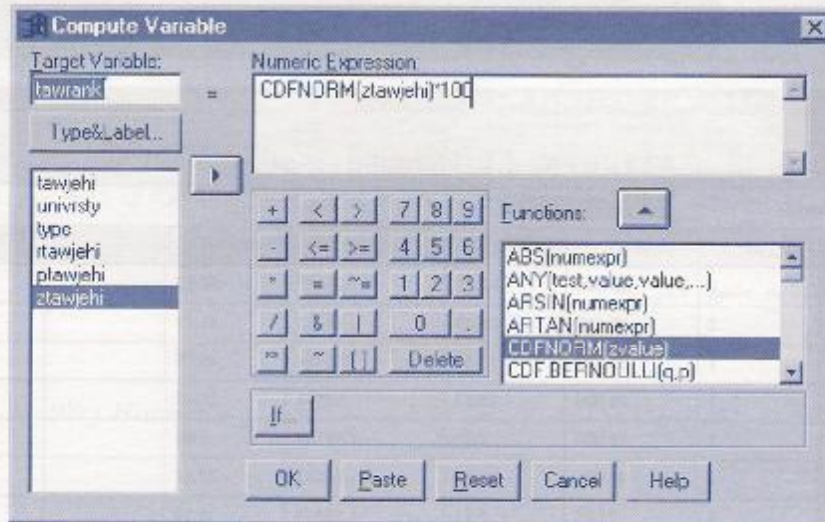 Compute Variable
Target Variable:
tawrank
=
Numeric Expression:
CDFNORM(ztawjehi)*100
Type&Label...
tawjehi
univrsty
type
rtawjehi
ptawjehi
ztawjehi
+ < > 7 8 9
- <= >= 4 5 6
* = ~= 1 2 3
/ & | 0 .
** ~ () Delete
Functions:
ABS(numexpr)
ANY(test,value,value,...)
ARSIN(numexpr)
ARTAN(numexpr)
CDFNORM(zvalue)
CDF.BERNOULLI(q,p)
If...
OK Paste Reset Cancel Help